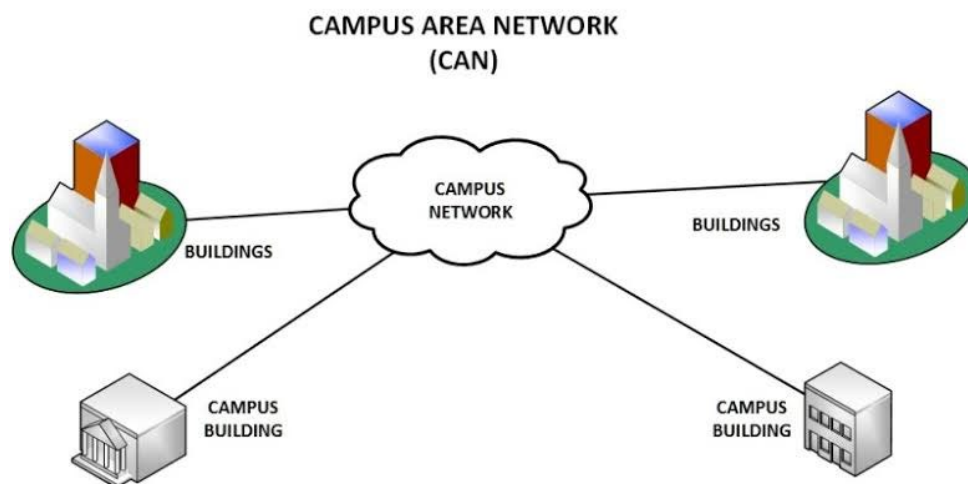 CAMPUS AREA NETWORK
(CAN)
CAMPUS
NETWORK
BUILDINGS
BUILDINGS
CAMPUS
BUILDING
CAMPUS
BUILDING